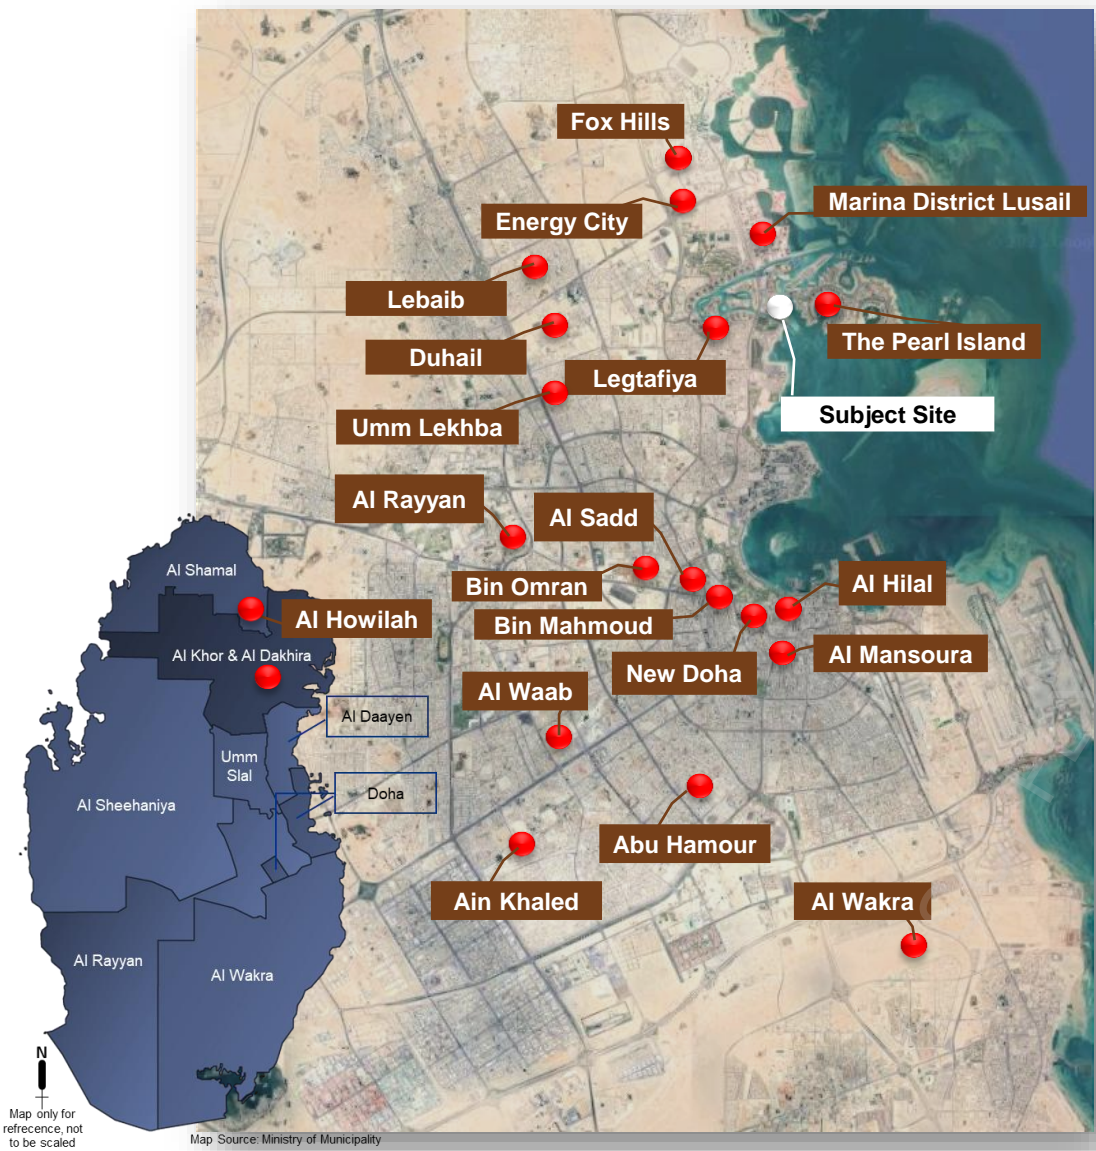 Fox Hills
Marina District Lusail
Energy City
Lebaib
The Pearl Island
Duhail
Legtafiya
Subject Site
Umm Lekhba
Al Rayyan
Al Sadd
Bin Omran
Al Hilal
Bin Mahmoud
Al Mansoura
New Doha
Al Waab
Abu Hamour
Ain Khaled
Al Wakra
Al Shamal
Al Howilah
Al Khor & Al Dakhira
Al Daayen
Umm
Slal
Doha
Al Sheehaniya
Al Rayyan
Al Wakra
N
Map only for
refrecence, not
to be scaled
Map Source: Ministry of Municipality